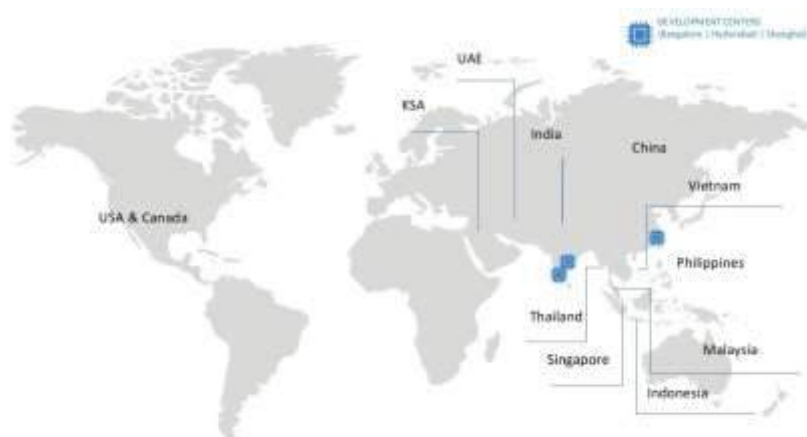 DEVELOPMENT CENTERS
(Bangalore | Hyderabad | Shanghai)
UAE
KSA
India
China
Vietnam
USA & Canada
Philippines
Thailand
Malaysia
Singapore
Indonesia